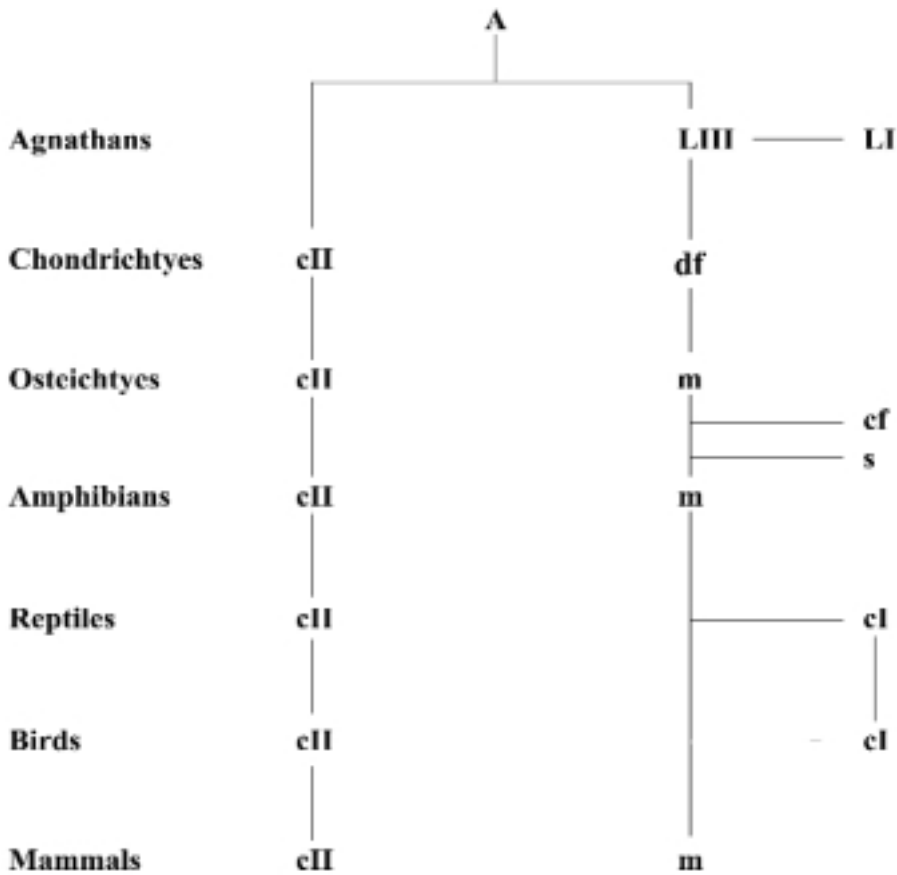 A
Agnathans LIII LI
Chondrichtyes cII df
Osteichtyes cII m
cf
s
Amphibians cII m
Reptiles cII cI
Birds cII cI
Mammals cII m